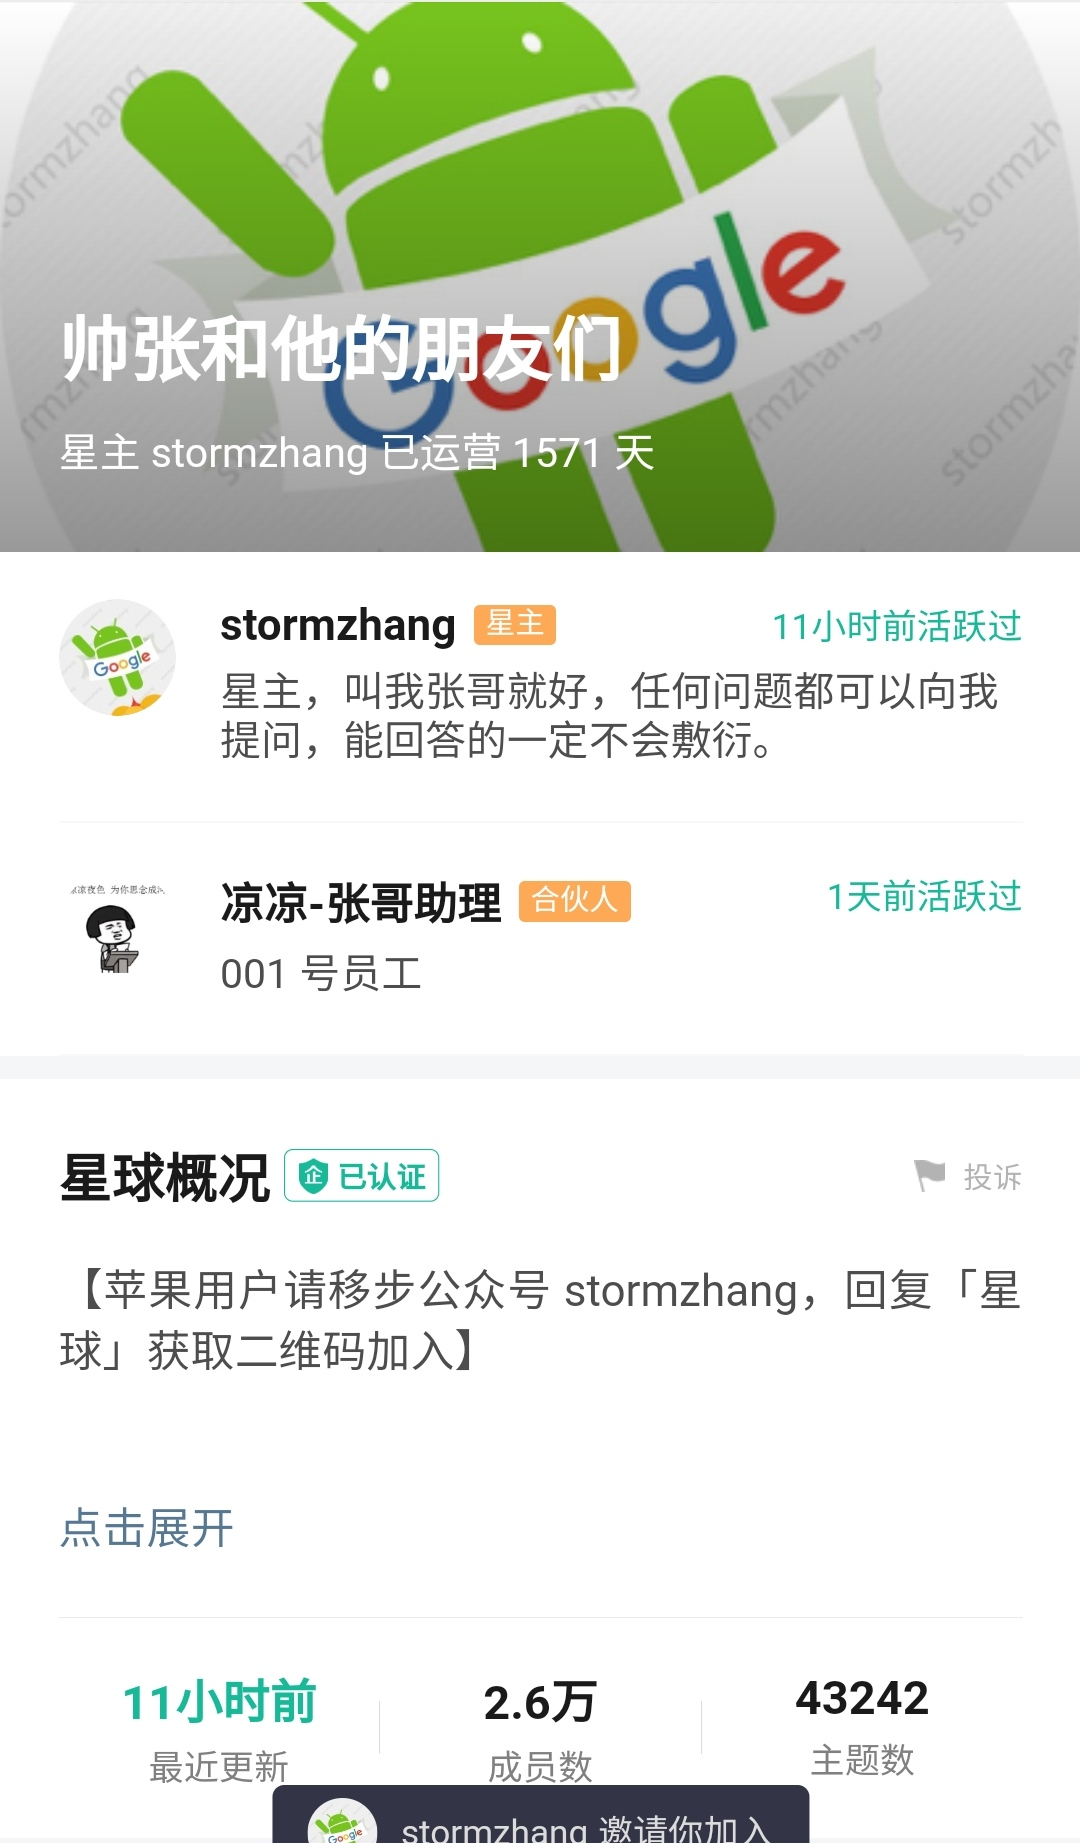 帅张和他的朋友们
Google
星主 stormzhang 已运营 1571 天
stormzhang 星主 11小时前活跃过
星主，叫我张哥就好，任何问题都可以向我
提问，能回答的一定不会敷衍。
凉凉-张哥助理 合伙人 1天前活跃过
001 号员工
星球概况 企 已认证 投诉
【苹果用户请移步公众号 stormzhang，回复「星
球」获取二维码加入】
点击展开
11小时前 2.6万 43242
最近更新 成员数 主题数
Google stormzhang 邀请你加入